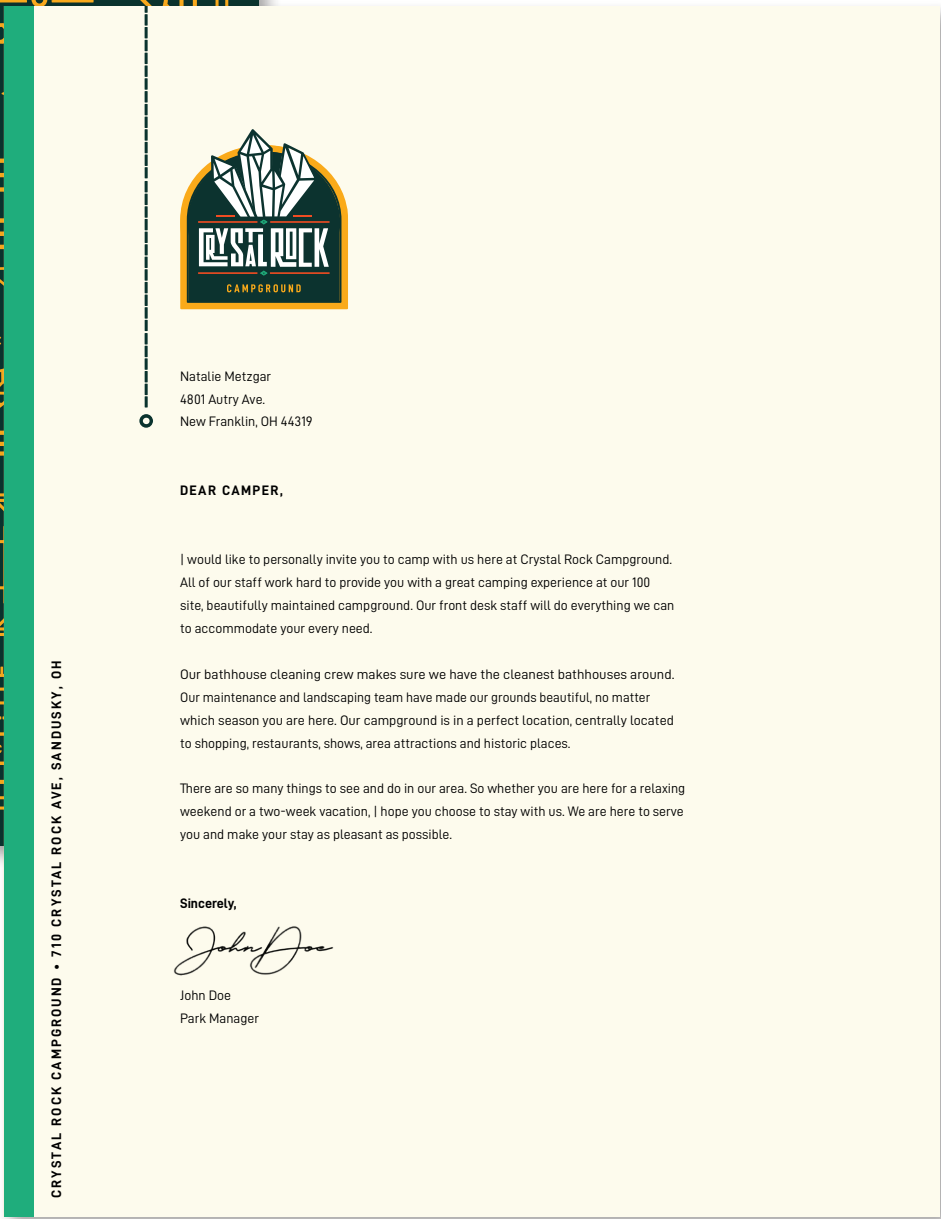 CRYSTAL ROCK
CAMPGROUND
Natalie Metzgar
4801 Autry Ave.
New Franklin, OH 44319
DEAR CAMPER,
I would like to personally invite you to camp with us here at Crystal Rock Campground.
All of our staff work hard to provide you with a great camping experience at our 100
site, beautifully maintained campground. Our front desk staff will do everything we can
to accommodate your every need.
Our bathhouse cleaning crew makes sure we have the cleanest bathhouses around.
Our maintenance and landscaping team have made our grounds beautiful, no matter
which season you are here. Our campground is in a perfect location, centrally located
to shopping, restaurants, shows, area attractions and historic places.
There are so many things to see and do in our area. So whether you are here for a relaxing
weekend or a two-week vacation, I hope you choose to stay with us. We are here to serve
you and make your stay as pleasant as possible.
Sincerely,
John Doe
John Doe
Park Manager
CRYSTAL ROCK CAMPGROUND • 710 CRYSTAL ROCK AVE, SANDUSKY, OH